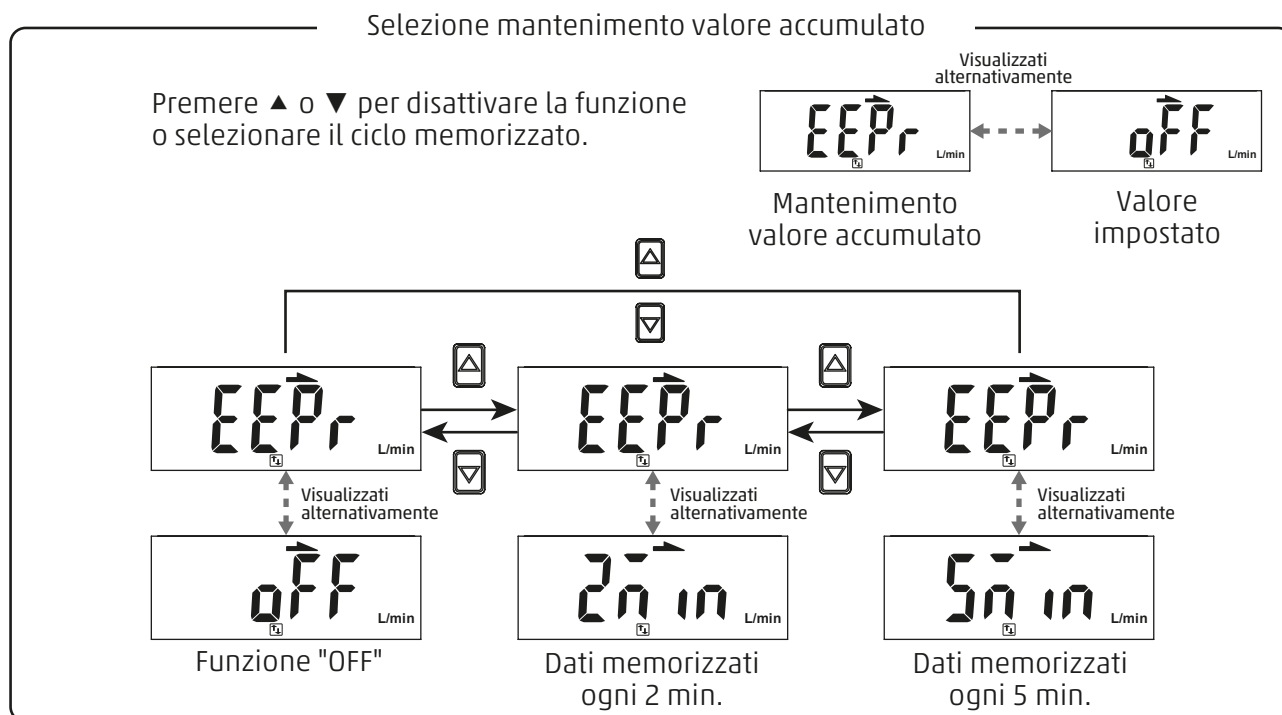 Selezione mantenimento valore accumulato
Premere ▲ o ▼ per disattivare la funzione
o selezionare il ciclo memorizzato.
Visualizzati
alternativamente
EEPr L/min
oFF L/min
Mantenimento
valore accumulato
Valore
impostato
EEPr L/min
EEPr L/min
EEPr L/min
Visualizzati
alternativamente
Visualizzati
alternativamente
Visualizzati
alternativamente
oFF L/min
2min L/min
5min L/min
Funzione "OFF"
Dati memorizzati
ogni 2 min.
Dati memorizzati
ogni 5 min.